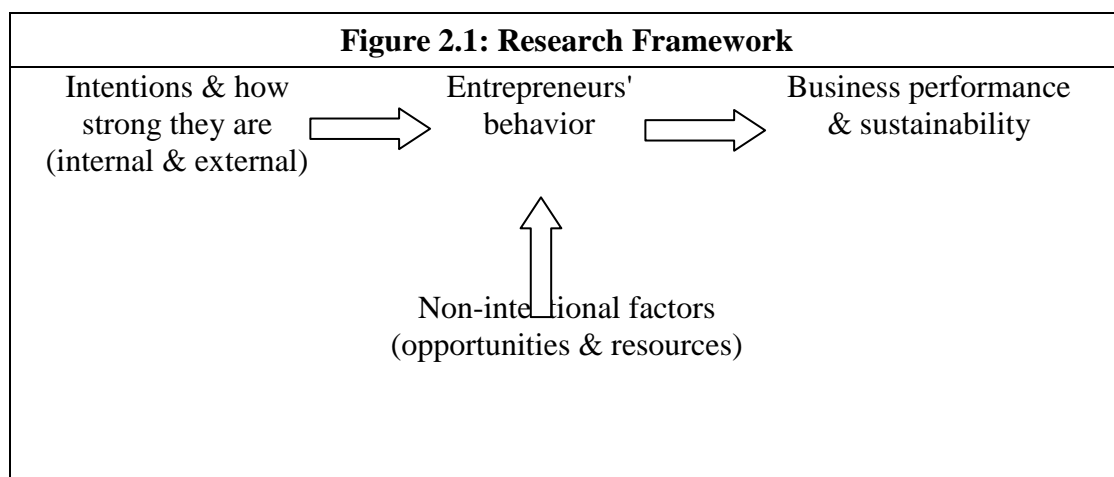 Figure 2.1: Research Framework
Intentions & how
strong they are
(internal & external)
Entrepreneurs'
behavior
Business performance
& sustainability
Non-intentional factors
(opportunities & resources)